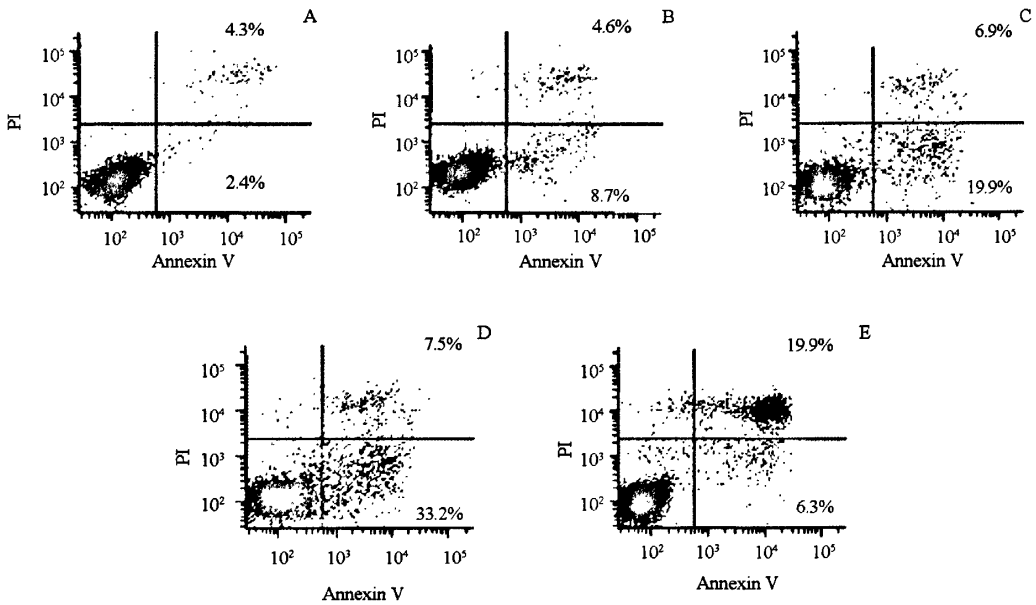 A
4.3%
PI
10⁵
10⁴
10³
10²
2.4%
10² 10³ 10⁴ 10⁵
Annexin V
B
4.6%
PI
10⁵
10⁴
10³
10²
8.7%
10² 10³ 10⁴ 10⁵
Annexin V
C
6.9%
PI
10⁵
10⁴
10³
10²
19.9%
10² 10³ 10⁴ 10⁵
Annexin V
D
7.5%
PI
10⁵
10⁴
10³
10²
33.2%
10² 10³ 10⁴ 10⁵
Annexin V
E
19.9%
PI
10⁵
10⁴
10³
10²
6.3%
10² 10³ 10⁴ 10⁵
Annexin V